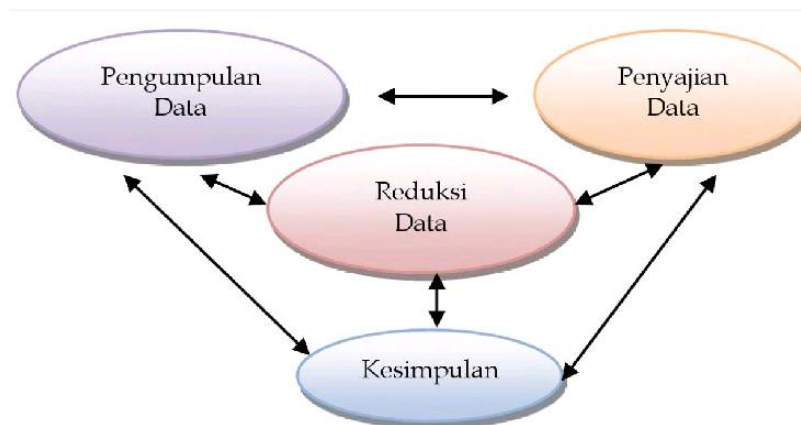 Pengumpulan
Data
Penyajian
Data
Reduksi
Data
Kesimpulan